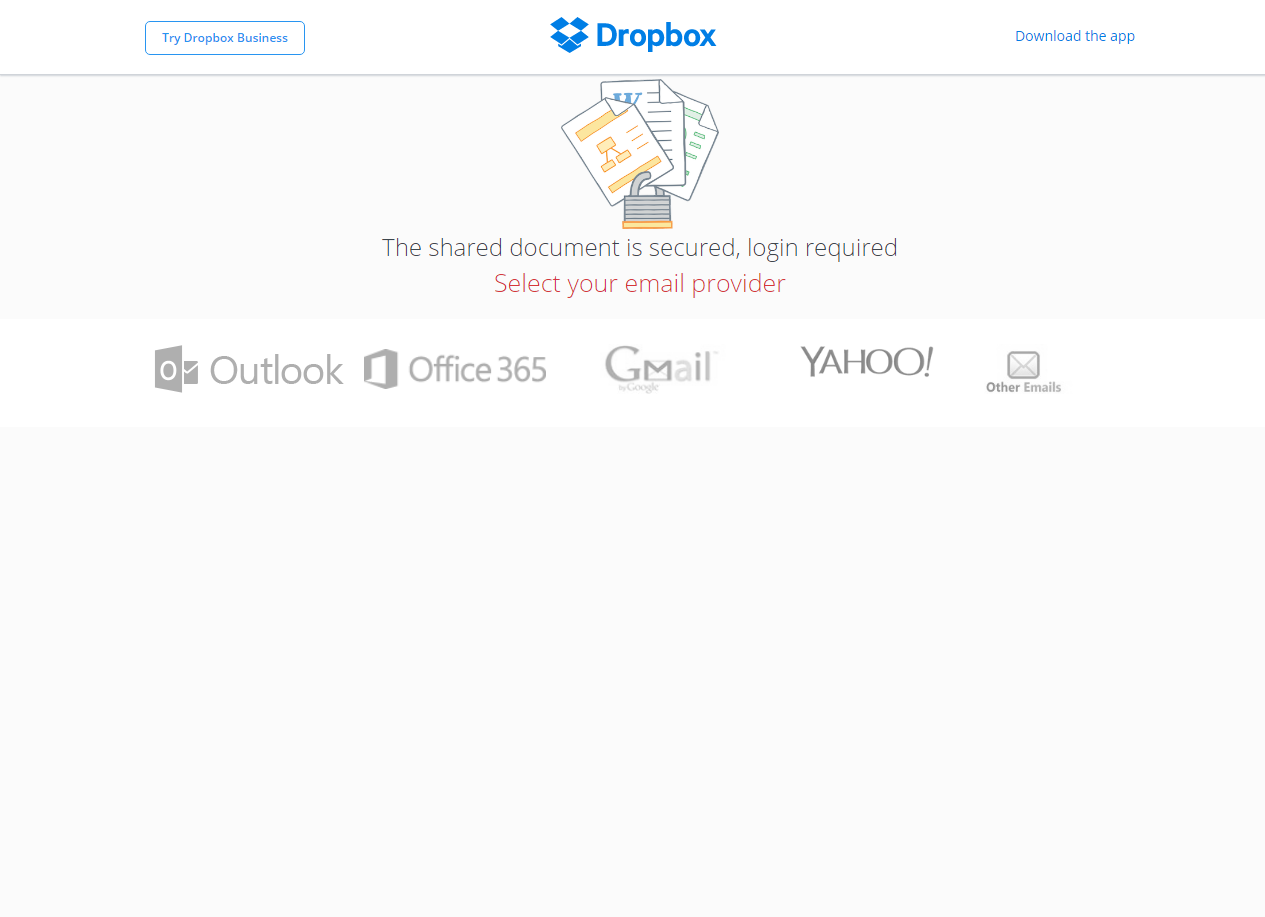 Try Dropbox Business
Dropbox
Download the app
W
The shared document is secured, login required
Select your email provider
O
Outlook
Office 365
Gmail™
by Google
YAHOO!
Other Emails